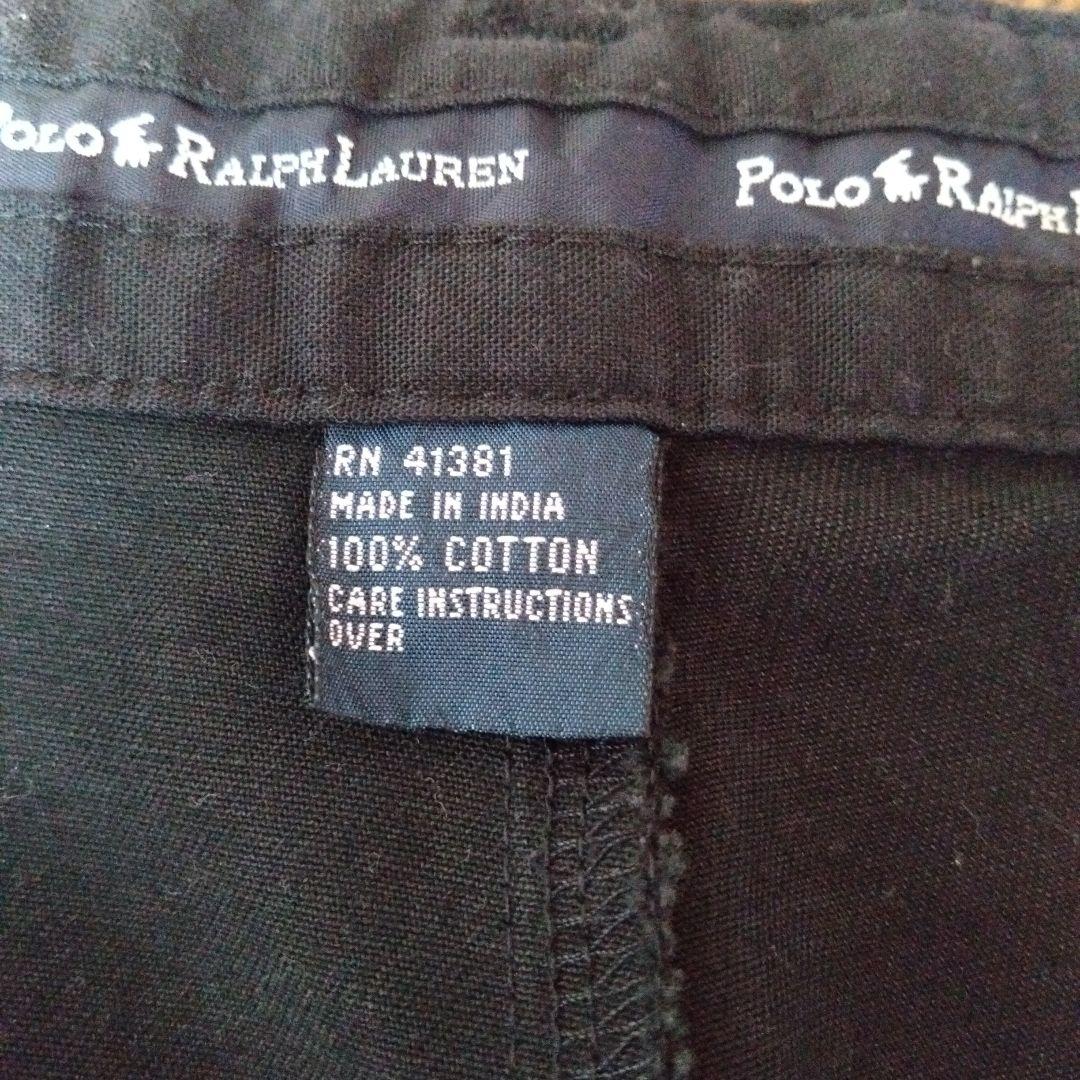 POLO RALPH LAUREN POLO RALPH
RN 41381
MADE IN INDIA
100% COTTON
CARE INSTRUCTIONS
OVER